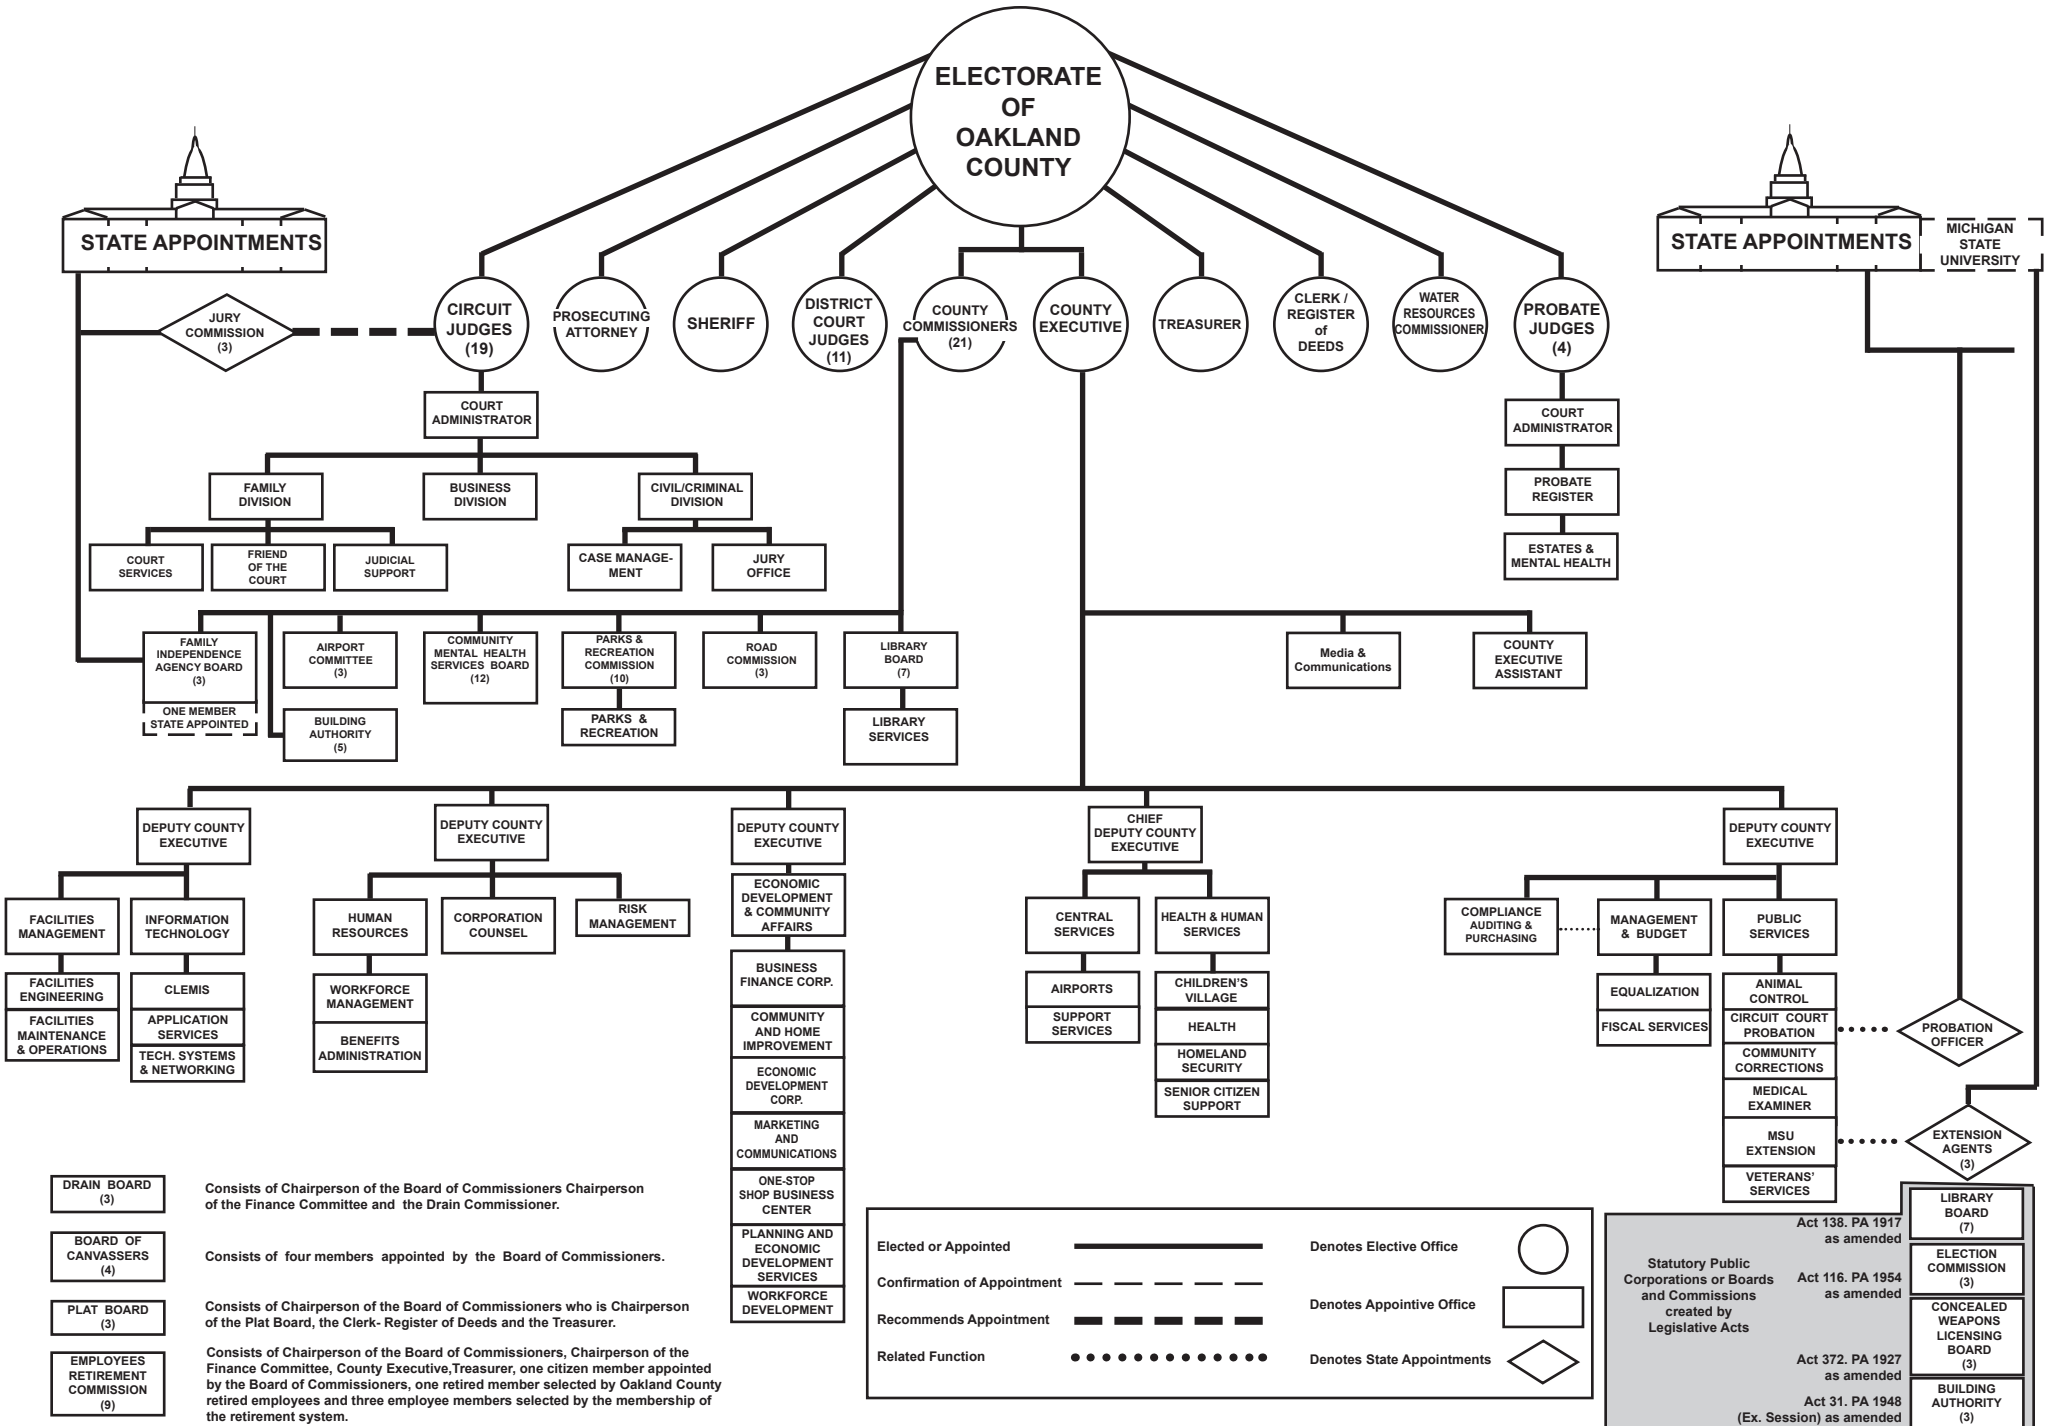 ELECTORATE
OF
OAKLAND
COUNTY
STATE APPOINTMENTS
STATE APPOINTMENTS
MICHIGAN
STATE
UNIVERSITY
JURY
COMMISSION
(3)
CIRCUIT
JUDGES
(19)
PROSECUTING
ATTORNEY
SHERIFF
DISTRICT
COURT
JUDGES
(11)
COUNTY
COMMISSIONERS
(21)
COUNTY
EXECUTIVE
TREASURER
CLERK /
REGISTER
of
DEEDS
WATER
RESOURCES
COMMISSIONER
PROBATE
JUDGES
(4)
COURT
ADMINISTRATOR
FAMILY
DIVISION
BUSINESS
DIVISION
CIVIL/CRIMINAL
DIVISION
COURT
SERVICES
FRIEND
OF THE
COURT
JUDICIAL
SUPPORT
CASE MANAGE-
MENT
JURY
OFFICE
COURT
ADMINISTRATOR
PROBATE
REGISTER
ESTATES &
MENTAL HEALTH
FAMILY
INDEPENDENCE
AGENCY BOARD
(3)
ONE MEMBER
STATE APPOINTED
AIRPORT
COMMITTEE
(3)
BUILDING
AUTHORITY
(5)
COMMUNITY
MENTAL HEALTH
SERVICES BOARD
(12)
PARKS &
RECREATION
COMMISSION
(10)
PARKS &
RECREATION
ROAD
COMMISSION
(3)
LIBRARY
BOARD
(7)
LIBRARY
SERVICES
Media &
Communications
COUNTY
EXECUTIVE
ASSISTANT
DEPUTY COUNTY
EXECUTIVE
FACILITIES
MANAGEMENT
FACILITIES
ENGINEERING
FACILITIES
MAINTENANCE
& OPERATIONS
INFORMATION
TECHNOLOGY
CLEMIS
APPLICATION
SERVICES
TECH. SYSTEMS
& NETWORKING
DEPUTY COUNTY
EXECUTIVE
HUMAN
RESOURCES
WORKFORCE
MANAGEMENT
BENEFITS
ADMINISTRATION
CORPORATION
COUNSEL
RISK
MANAGEMENT
DEPUTY COUNTY
EXECUTIVE
ECONOMIC
DEVELOPMENT
& COMMUNITY
AFFAIRS
BUSINESS
FINANCE CORP.
COMMUNITY
AND HOME
IMPROVEMENT
ECONOMIC
DEVELOPMENT
CORP.
MARKETING
AND
COMMUNICATIONS
ONE-STOP
SHOP BUSINESS
CENTER
PLANNING AND
ECONOMIC
DEVELOPMENT
SERVICES
WORKFORCE
DEVELOPMENT
CHIEF
DEPUTY COUNTY
EXECUTIVE
CENTRAL
SERVICES
AIRPORTS
SUPPORT
SERVICES
HEALTH & HUMAN
SERVICES
CHILDREN'S
VILLAGE
HEALTH
HOMELAND
SECURITY
SENIOR CITIZEN
SUPPORT
DEPUTY COUNTY
EXECUTIVE
COMPLIANCE
AUDITING &
PURCHASING
MANAGEMENT
& BUDGET
EQUALIZATION
FISCAL SERVICES
PUBLIC
SERVICES
ANIMAL
CONTROL
CIRCUIT COURT
PROBATION
COMMUNITY
CORRECTIONS
MEDICAL
EXAMINER
MSU
EXTENSION
VETERANS'
SERVICES
PROBATION
OFFICER
EXTENSION
AGENTS
(3)
DRAIN BOARD
(3)
Consists of Chairperson of the Board of Commissioners Chairperson
of the Finance Committee and the Drain Commissioner.
BOARD OF
CANVASSERS
(4)
Consists of four members appointed by the Board of Commissioners.
PLAT BOARD
(3)
Consists of Chairperson of the Board of Commissioners who is Chairperson
of the Plat Board, the Clerk- Register of Deeds and the Treasurer.
EMPLOYEES
RETIREMENT
COMMISSION
(9)
Consists of Chairperson of the Board of Commissioners, Chairperson of the
Finance Committee, County Executive,Treasurer, one citizen member appointed
by the Board of Commissioners, one retired member selected by Oakland County
retired employees and three employee members selected by the membership of
the retirement system.
Elected or Appointed
Confirmation of Appointment
Recommends Appointment
Related Function
Denotes Elective Office
Denotes Appointive Office
Denotes State Appointments
Statutory Public
Corporations or Boards
and Commissions
created by
Legislative Acts
Act 138. PA 1917
as amended
LIBRARY
BOARD
(7)
Act 116. PA 1954
as amended
ELECTION
COMMISSION
(3)
Act 372. PA 1927
as amended
CONCEALED
WEAPONS
LICENSING
BOARD
(3)
Act 31. PA 1948
(Ex. Session) as amended
BUILDING
AUTHORITY
(3)